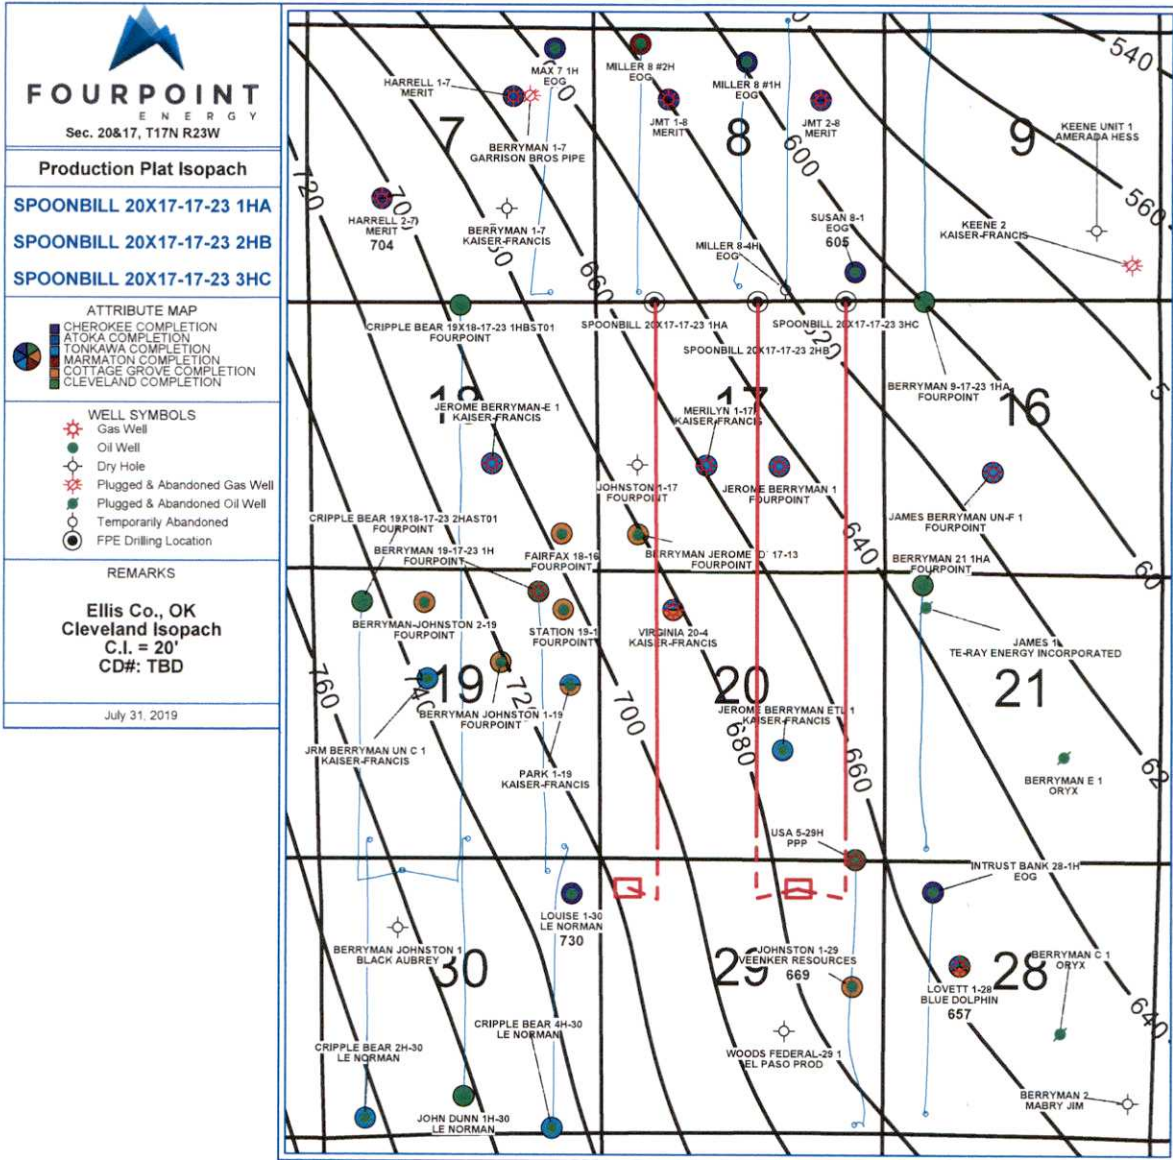 FOURPOINT
ENERGY
Sec. 20&17, T17N R23W
Production Plat Isopach
SPOONBILL 20X17-17-23 1HA
SPOONBILL 20X17-17-23 2HB
SPOONBILL 20X17-17-23 3HC
ATTRIBUTE MAP
CHEROKEE COMPLETION
ATOKA COMPLETION
TONKAWA COMPLETION
MARMATON COMPLETION
COTTAGE GROVE COMPLETION
CLEVELAND COMPLETION
WELL SYMBOLS
Gas Well
Oil Well
Dry Hole
Plugged & Abandoned Gas Well
Plugged & Abandoned Oil Well
Temporarily Abandoned
FPE Drilling Location
REMARKS
Ellis Co., OK
Cleveland Isopach
C.I. = 20'
CD#: TBD
July 31, 2019
540
MAX 7 1H
EOG
MILLER 8 #2H
EOG
MILLER 8 #1H
EOG
HARRELL 1-7
MERIT
JMT 1-8
MERIT
JMT 2-8
MERIT
7
8
9
KEENE UNIT 1
AMERADA HESS
BERRYMAN 1-7
GARRISON BROS PIPE
600
720
560
HARRELL 2-7
MERIT
704
BERRYMAN 1-7
KAISER-FRANCIS
SUSAN 8-1
EOG
605
MILLER 8-4H
EOG
KEENE 2
KAISER-FRANCIS
660
CRIPPLE BEAR 19X18-17-23 1HBST01
FOURPOINT
SPOONBILL 20X17-17-23 1HA
SPOONBILL 20X17-17-23 3HC
SPOONBILL 20X17-17-23 2HB
BERRYMAN 9-17-23 1HA
FOURPOINT
17
16
JEROME BERRYMAN-E 1
KAISER-FRANCIS
MERILYN 1-17
KAISER-FRANCIS
JOHNSTON 1-17
FOURPOINT
JEROME BERRYMAN 1
FOURPOINT
JAMES BERRYMAN UN-F 1
FOURPOINT
CRIPPLE BEAR 19X18-17-23 2HAST01
FOURPOINT
640
BERRYMAN 19-17-23 1H
FOURPOINT
FAIRFAX 18-16
FOURPOINT
BERRYMAN JEROME 'D' 17-13
FOURPOINT
BERRYMAN 21 1HA
FOURPOINT
60
BERRYMAN-JOHNSTON 2-19
FOURPOINT
STATION 19-1
FOURPOINT
VIRGINIA 20-4
KAISER-FRANCIS
JAMES 1
TE-RAY ENERGY INCORPORATED
760
740
19
20
21
700
BERRYMAN JOHNSTON 1-19
FOURPOINT
JEROME BERRYMAN ETL 1
KAISER-FRANCIS
680
JRM BERRYMAN UN C 1
KAISER-FRANCIS
PARK 1-19
KAISER-FRANCIS
660
62
BERRYMAN E 1
ORYX
USA 5-29H
PPP
INTRUST BANK 28-1H
EOG
LOUISE 1-30
LE NORMAN
730
BERRYMAN JOHNSTON 1
BLACK AUBREY
JOHNSTON 1-29
VEENKER RESOURCES
669
BERRYMAN C 1
ORYX
30
29
28
LOVETT 1-28
BLUE DOLPHIN
657
640
CRIPPLE BEAR 4H-30
LE NORMAN
CRIPPLE BEAR 2H-30
LE NORMAN
WOODS FEDERAL-29 1
EL PASO PROD
BERRYMAN 2
MABRY JIM
JOHN DUNN 1H-30
LE NORMAN